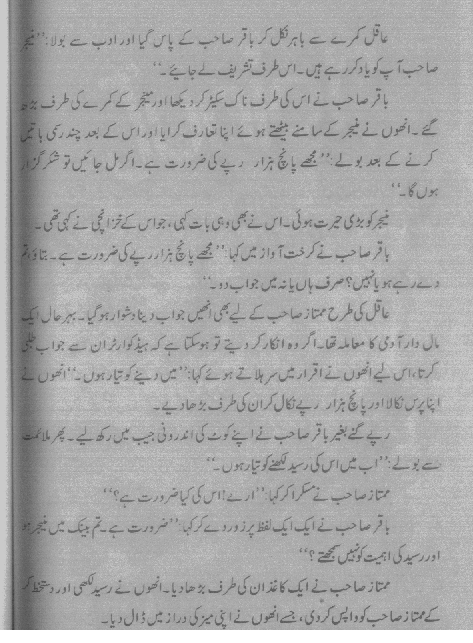 عاقل کمرے سے باہر نکل کر باقر صاحب کے پاس گیا اور ادب سے بولا: ’’منیجر
صاحب آپ کو یاد کر رہے ہیں۔ اس طرف تشریف لے جائیے۔‘‘
باقر صاحب نے اس کی طرف ناک سکیڑ کر دیکھا اور منیجر کے کمرے کی طرف بڑھ
گئے۔ انھوں نے منیجر کے سامنے بیٹھتے ہوئے اپنا تعارف کرایا اور اس کے بعد چند رسمی باتیں
کرنے کے بعد بولے: ’’مجھے پانچ ہزار رپے کی ضرورت ہے۔ اگر مل جائیں تو شکر گزار
ہوں گا۔‘‘
منیجر کو بڑی حیرت ہوئی۔ اس نے بھی وہی بات کہی، جو اس کے خزانچی نے کہی تھی۔
باقر صاحب نے کرخت آواز میں کہا: ’’مجھے پانچ ہزار رپے کی ضرورت ہے۔ بتاؤ، تم
دے رہے ہو یا نہیں؟ صرف ہاں یا نہ میں جواب دو۔‘‘
عاقل کی طرح ممتاز صاحب کے لیے بھی انھیں جواب دینا دشوار ہو گیا۔ بہر حال ایک
مال دار آدمی کا معاملہ تھا۔ اگر وہ انکار کر دیتے تو ہو سکتا ہے کہ ہیڈ کوارٹر ان سے جواب طلبی
کرتا، اس لیے انھوں نے اقرار میں سر ہلاتے ہوئے کہا: ’’میں دینے کو تیار ہوں۔‘‘ انھوں نے
اپنا پرس نکالا اور پانچ ہزار رپے نکال کر ان کی طرف بڑھا دیے۔
رپے گنے بغیر باقر صاحب نے اپنے کوٹ کی اندرونی جیب میں رکھ لیے۔ پھر ملائمت
سے بولے: ’’اب میں اس کی رسید لکھنے کو تیار ہوں۔‘‘
ممتاز صاحب نے مسکرا کر کہا: ’’ارے! اس کی کیا ضرورت ہے؟‘‘
باقر صاحب نے ایک ایک لفظ پر زور دے کر کہا: ’’ضرورت ہے۔ تم بینک میں منیجر ہو
اور رسید کی اہمیت کو نہیں سمجھتے؟‘‘
ممتاز صاحب نے ایک کاغذ ان کی طرف بڑھا دیا۔ انھوں نے رسید لکھی اور دستخط کر
کے ممتاز صاحب کو واپس کر دی، جسے انھوں نے اپنی میز کی دراز میں ڈال دیا۔